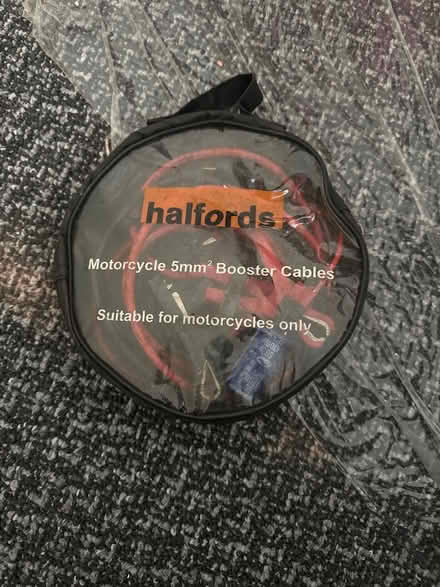 halfords
Motorcycle 5mm² Booster Cables
Suitable for motorcycles only